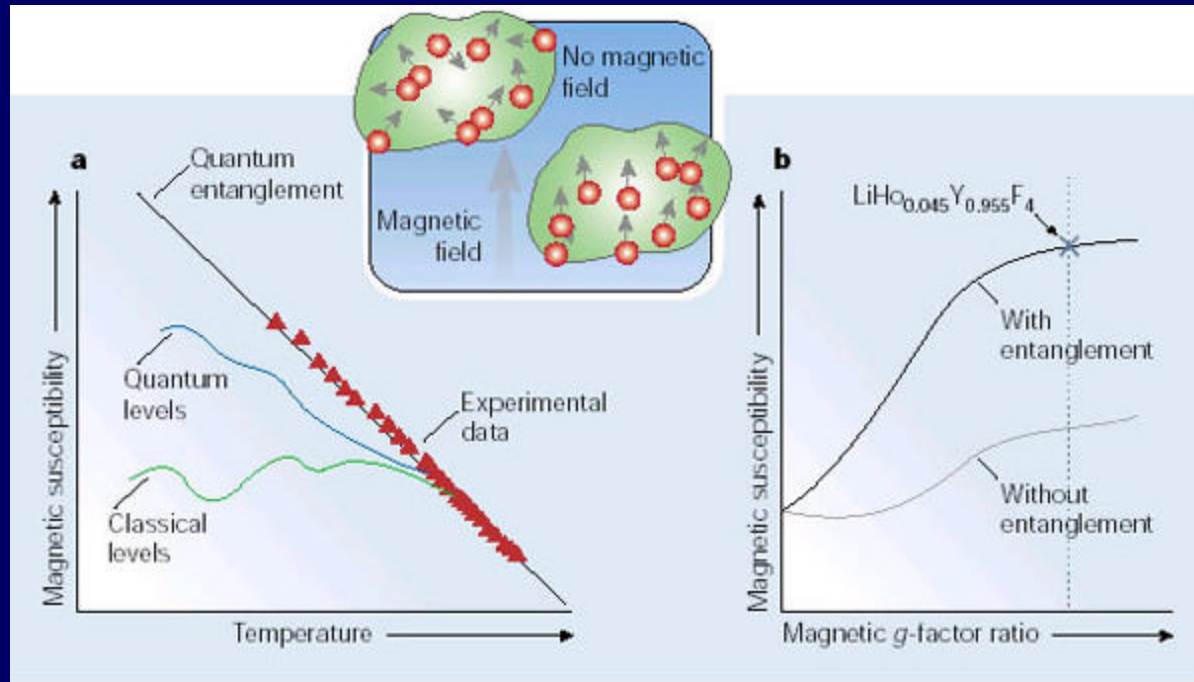 No magnetic
field
Magnetic
field
a
Quantum
entanglement
Quantum
levels
Classical
levels
Experimental
data
Magnetic susceptibility
Temperature
b
LiHo0.045Y0.955F4
With
entanglement
Without
entanglement
Magnetic susceptibility
Magnetic g-factor ratio